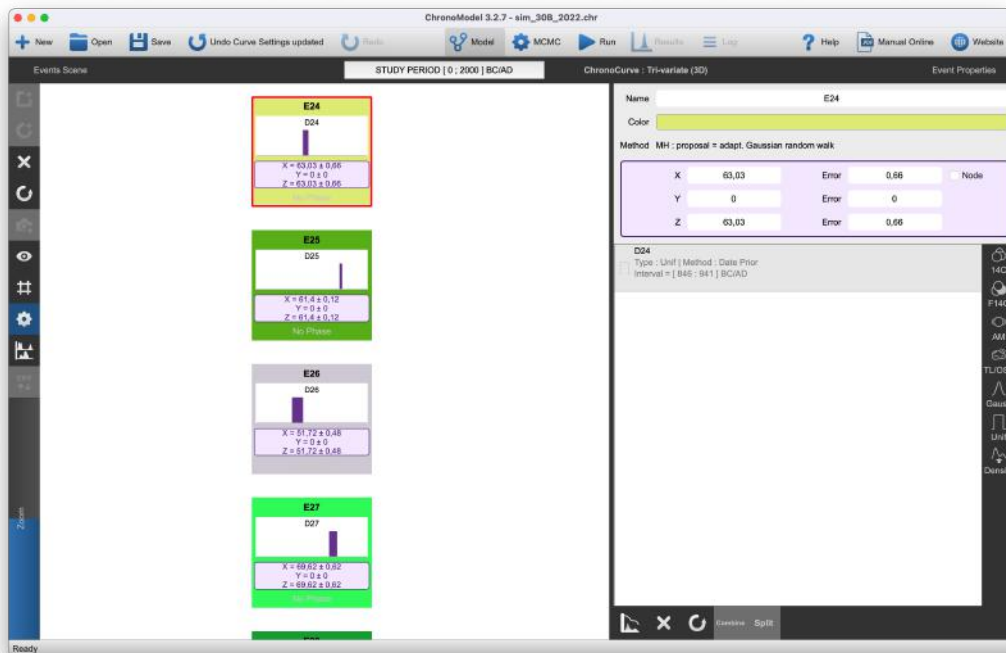 ChronoModel 3.2.7 - sim_30B_2022.chr
New Open Save Undo Curve Settings updated Redo Model MCMC Run Results Log Help Manual Online Website
Events Scene STUDY PERIOD [ 0 ; 2000 ] BC/AD ChronoCurve : Tri-variate (3D) Event Properties
E24
D24
X = 63,03 ± 0,66
Y = 0 ± 0
Z = 63,03 ± 0,66
No Phase
E25
D25
X = 61,4 ± 0,12
Y = 0 ± 0
Z = 61,4 ± 0,12
No Phase
E26
D26
X = 51,72 ± 0,48
Y = 0 ± 0
Z = 51,72 ± 0,48
E27
D27
X = 69,62 ± 0,62
Y = 0 ± 0
Z = 69,62 ± 0,62
No Phase
Zoom
Name E24
Color
Method MH : proposal = adapt. Gaussian random walk
X 63,03 Error 0,66 Node
Y 0 Error 0
Z 63,03 Error 0,66
D24
Type : Unif | Method : Date Prior
Interval = [ 846 ; 941 ] BC/AD
14C
F14C
AM
TL/OS
Gauss
Unif
Densi
Combine Split
Ready